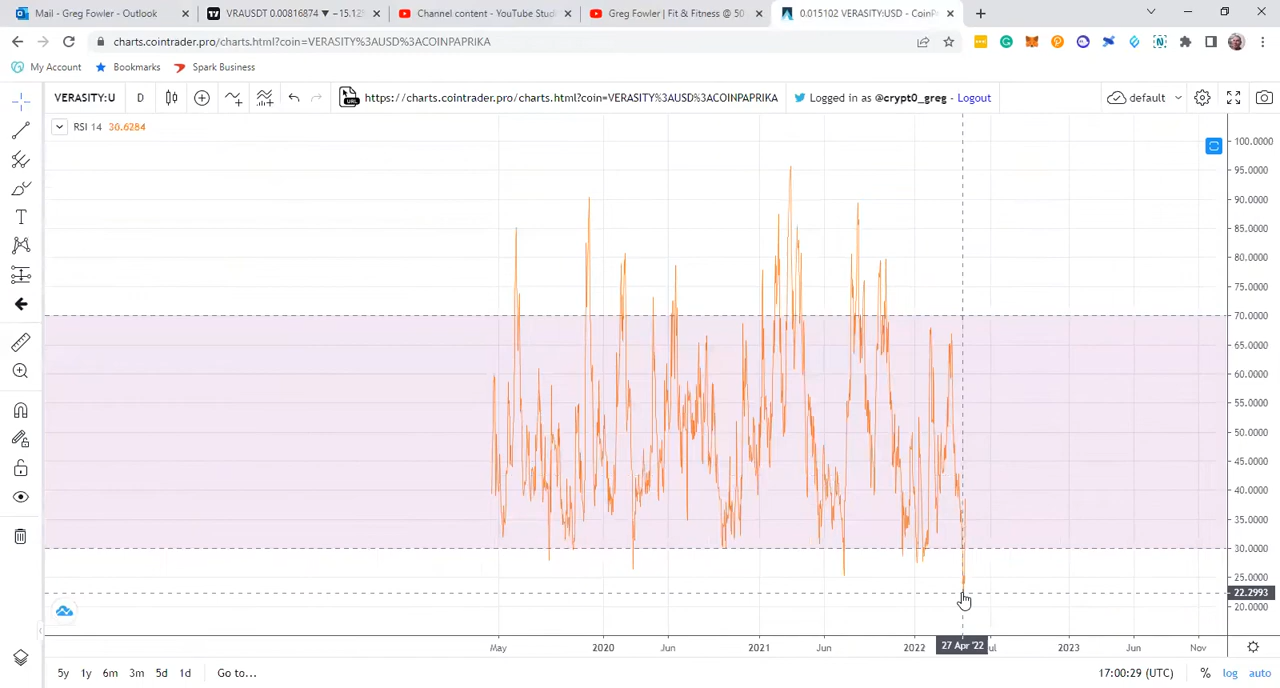 Mail - Greg Fowler - Outlook
VRAUSDT 0.00816874 ▼ −15.12%
Channel content - YouTube Studi
Greg Fowler | Fit & Fitness @ 50
0.015102 VERASITY:USD - CoinP
charts.cointrader.pro/charts.html?coin=VERASITY%3AUSD%3ACOINPAPRIKA
My Account
Bookmarks
Spark Business
VERASITY:U
D
URL
https://charts.cointrader.pro/charts.html?coin=VERASITY%3AUSD%3ACOINPAPRIKA
Logged in as @crypt0_greg - Logout
default
RSI 14 30.6284
100.0000
95.0000
90.0000
85.0000
80.0000
75.0000
70.0000
65.0000
60.0000
55.0000
50.0000
45.0000
40.0000
35.0000
30.0000
25.0000
22.2993
20.0000
May
2020
Jun
2021
Jun
2022
27 Apr '22
ul
2023
Jun
Nov
5y 1y 6m 3m 5d 1d Go to...
17:00:29 (UTC) % log auto